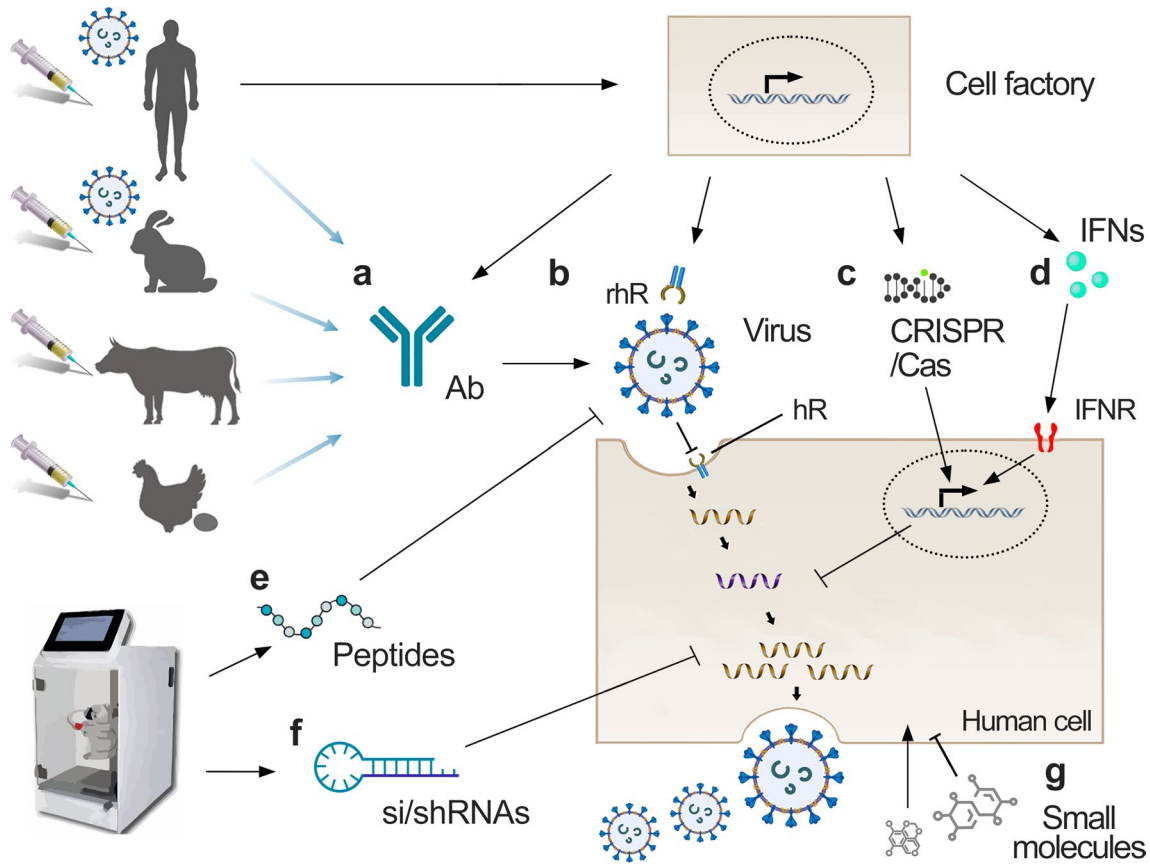 Cell factory
IFNs
a
b
c
d
rhR
CRISPR
/Cas
Virus
Ab
hR
IFNR
e
Peptides
f
si/shRNAs
Human cell
g
Small
molecules